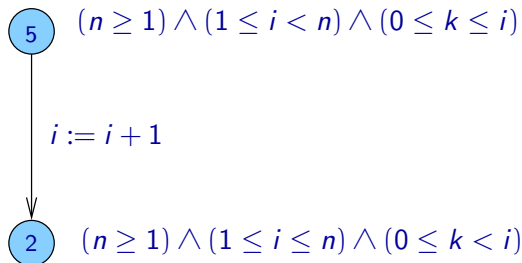 5 (n ≥ 1) ∧ (1 ≤ i < n) ∧ (0 ≤ k ≤ i)
i := i + 1
2 (n ≥ 1) ∧ (1 ≤ i ≤ n) ∧ (0 ≤ k < i)